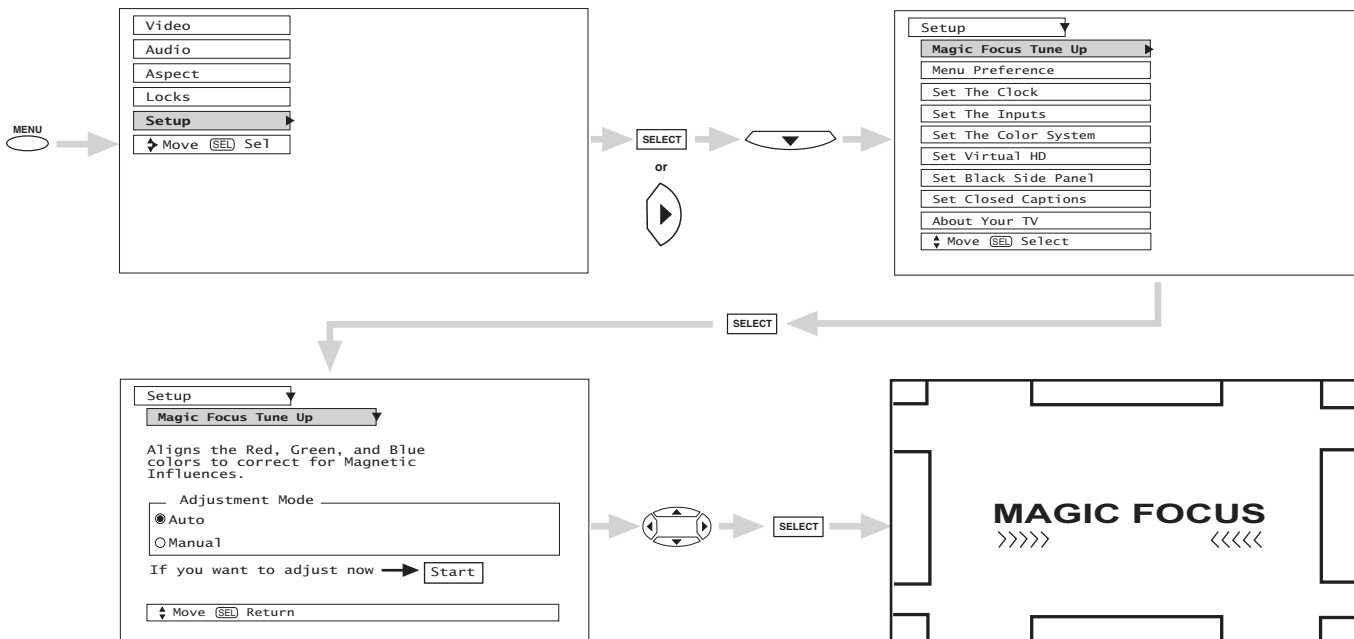 MENU
Video
Audio
Aspect
Locks
Setup
Move SEL Sel
SELECT
or
SELECT
Setup
Magic Focus Tune Up
Menu Preference
Set The Clock
Set The Inputs
Set The Color System
Set Virtual HD
Set Black Side Panel
Set Closed Captions
About Your TV
Move SEL Select
Setup
Magic Focus Tune Up
Aligns the Red, Green, and Blue
colors to correct for Magnetic
Influences.
Adjustment Mode
Auto
Manual
If you want to adjust now Start
Move SEL Return
SELECT
MAGIC FOCUS